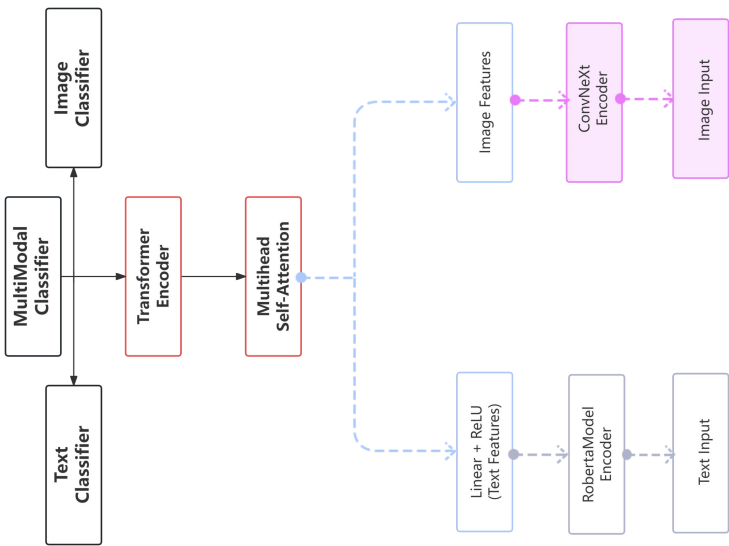 Image
Classifier
MultiModal
Classifier
Text
Classifier
Transformer
Encoder
Multihead
Self-Attention
Image Features
Linear + ReLU
(Text Features)
ConvNeXt
Encoder
RobertaModel
Encoder
Image Input
Text Input